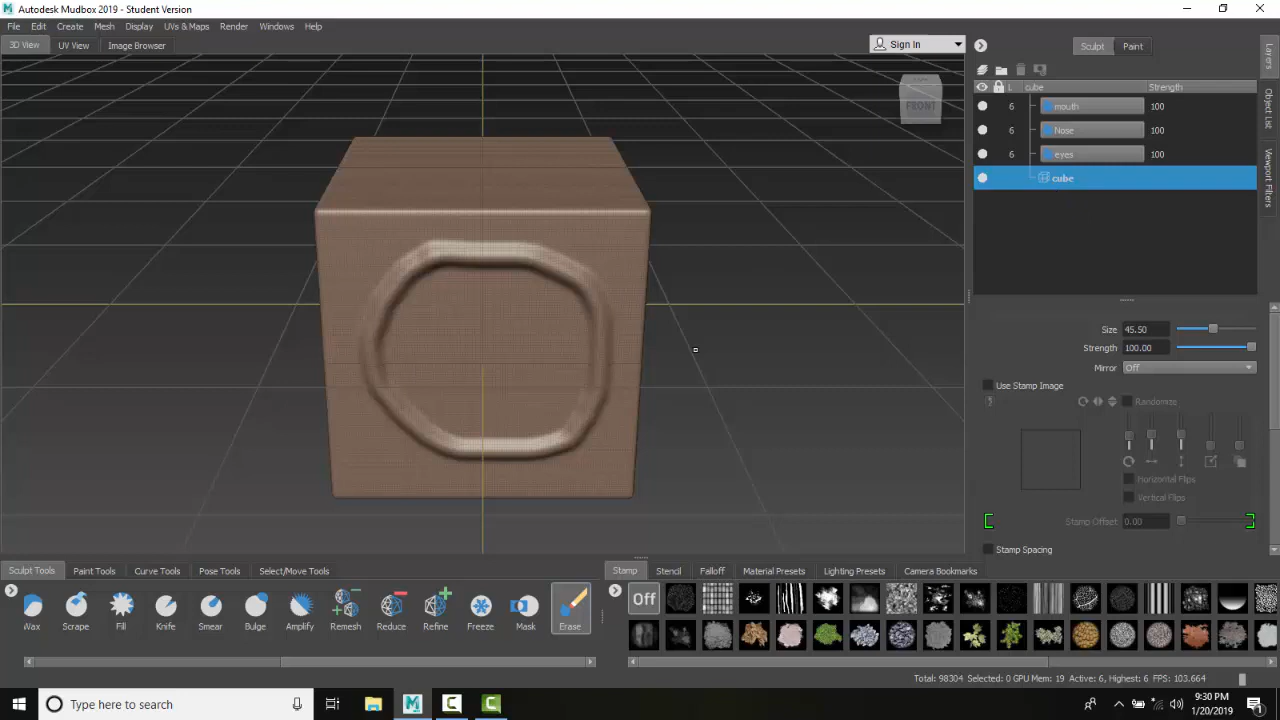 Autodesk Mudbox 2019 - Student Version
File Edit Create Mesh Display UVs & Maps Render Windows Help
3D View UV View Image Browser
Sign In
Sculpt Paint
Layers
Object List
Viewport Filters
L cube Strength
6 mouth 100
6 Nose 100
6 eyes 100
cube
FRONT
Size 45.50
Strength 100.00
Mirror Off
Use Stamp Image
Randomize
Horizontal Flips
Vertical Flips
Stamp Offset 0.00
Stamp Spacing
Sculpt Tools Paint Tools Curve Tools Pose Tools Select/Move Tools
Wax Scrape Fill Knife Smear Bulge Amplify Remesh Reduce Refine Freeze Mask Erase
Stamp Stencil Falloff Material Presets Lighting Presets Camera Bookmarks
Off
Total: 98304 Selected: 0 GPU Mem: 19 Active: 6, Highest: 6 FPS: 103.664
Type here to search
9:30 PM
1/20/2019
1